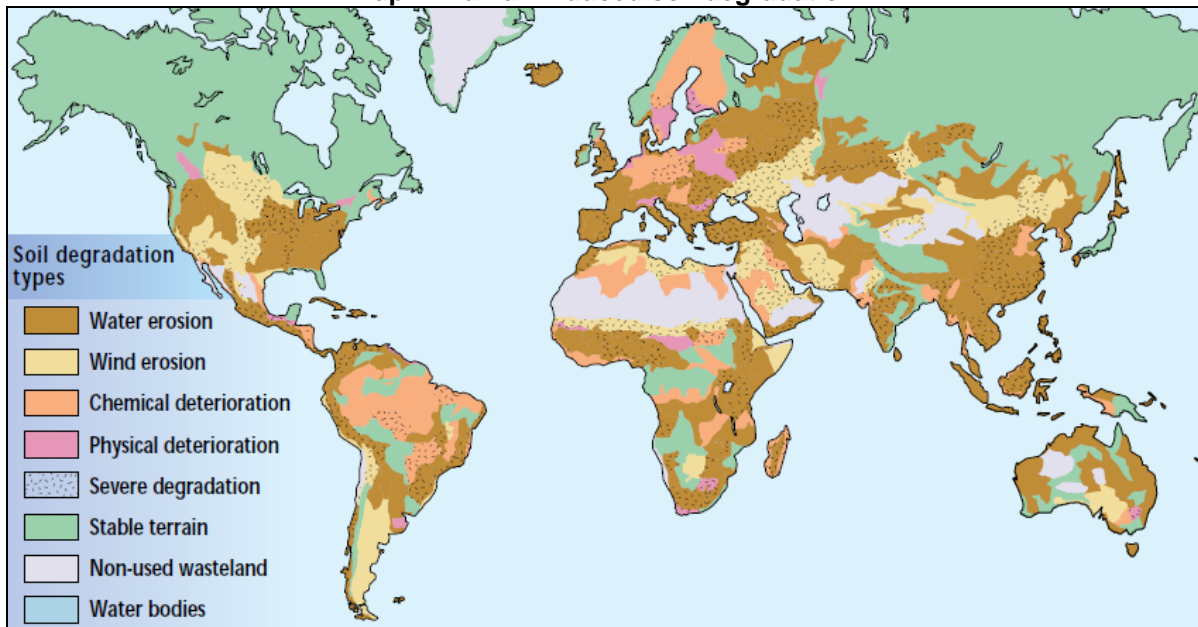 Soil degradation
types
Water erosion
Wind erosion
Chemical deterioration
Physical deterioration
Severe degradation
Stable terrain
Non-used wasteland
Water bodies